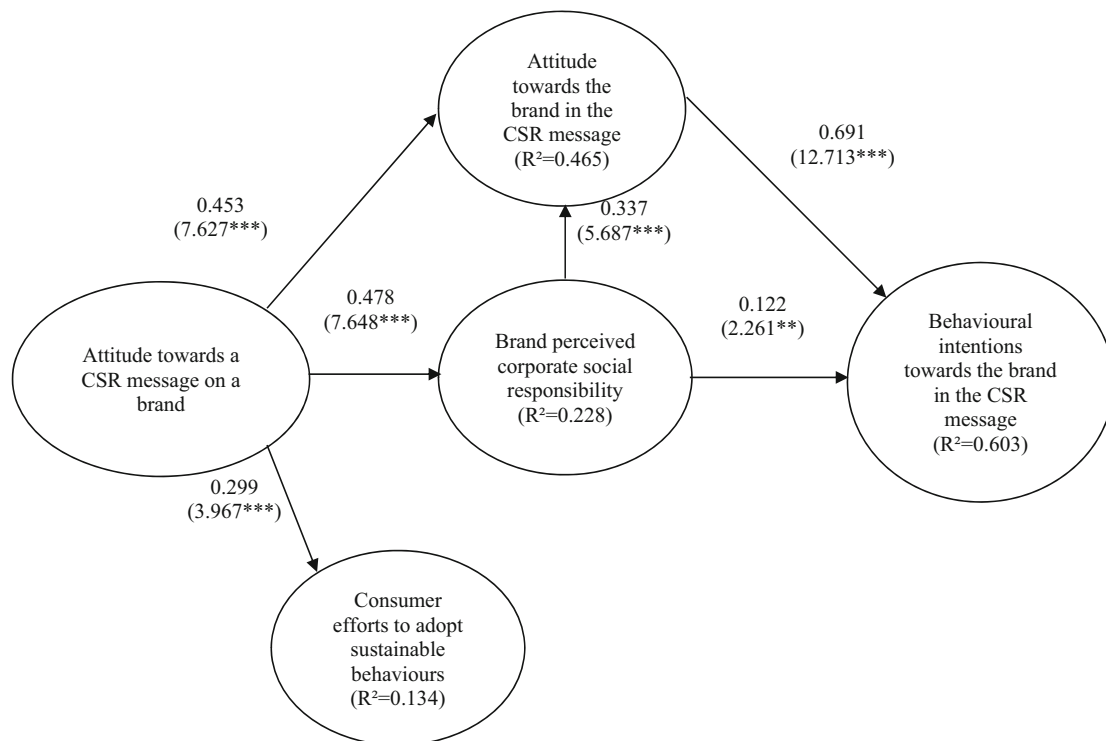 Attitude
towards the
brand in the
CSR message
(R²=0.465)
0.691
(12.713***)
0.453
(7.627***)
0.337
(5.687***)
0.478
(7.648***)
0.122
(2.261**)
Attitude towards a
CSR message on a
brand
Brand perceived
corporate social
responsibility
(R²=0.228)
Behavioural
intentions
towards the brand
in the CSR
message
(R²=0.603)
0.299
(3.967***)
Consumer
efforts to adopt
sustainable
behaviours
(R²=0.134)